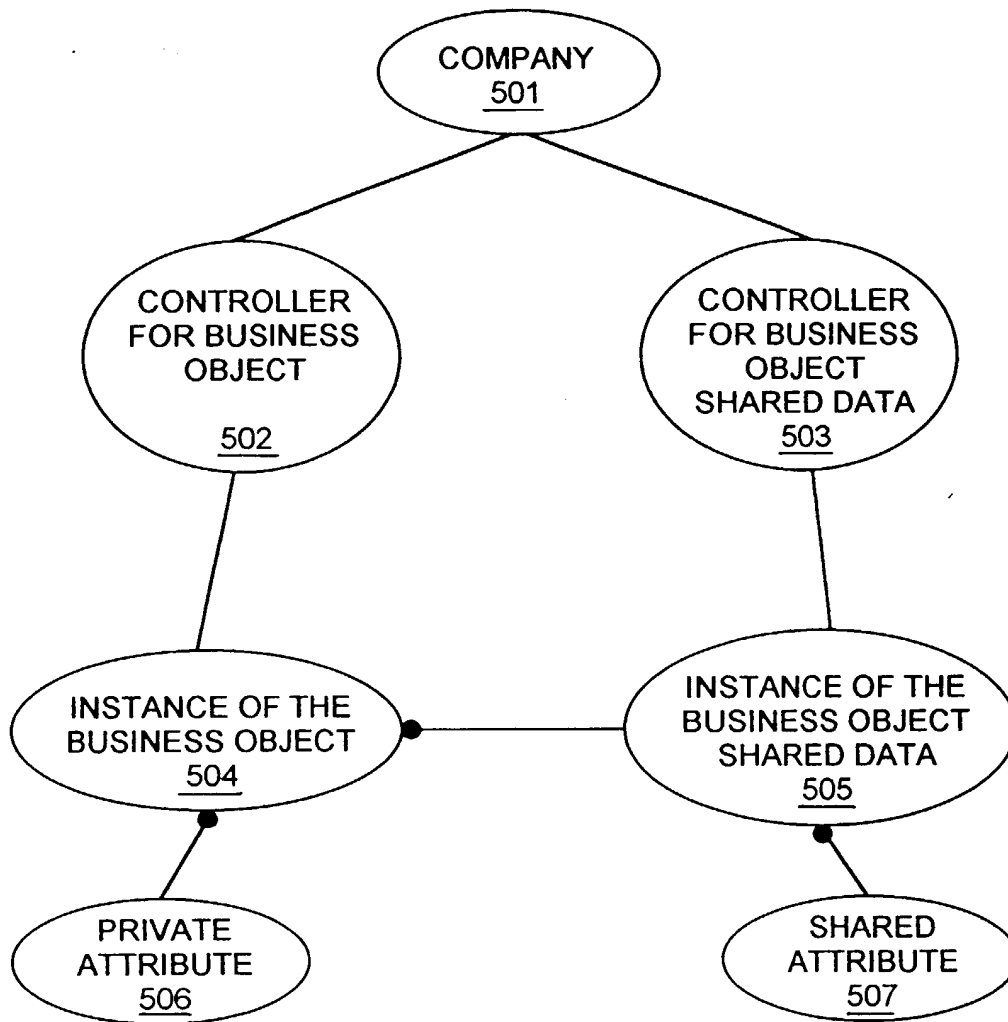 COMPANY
501
CONTROLLER
FOR BUSINESS
OBJECT
502
CONTROLLER
FOR BUSINESS
OBJECT
SHARED DATA
503
INSTANCE OF THE
BUSINESS OBJECT
504
INSTANCE OF THE
BUSINESS OBJECT
SHARED DATA
505
PRIVATE
ATTRIBUTE
506
SHARED
ATTRIBUTE
507